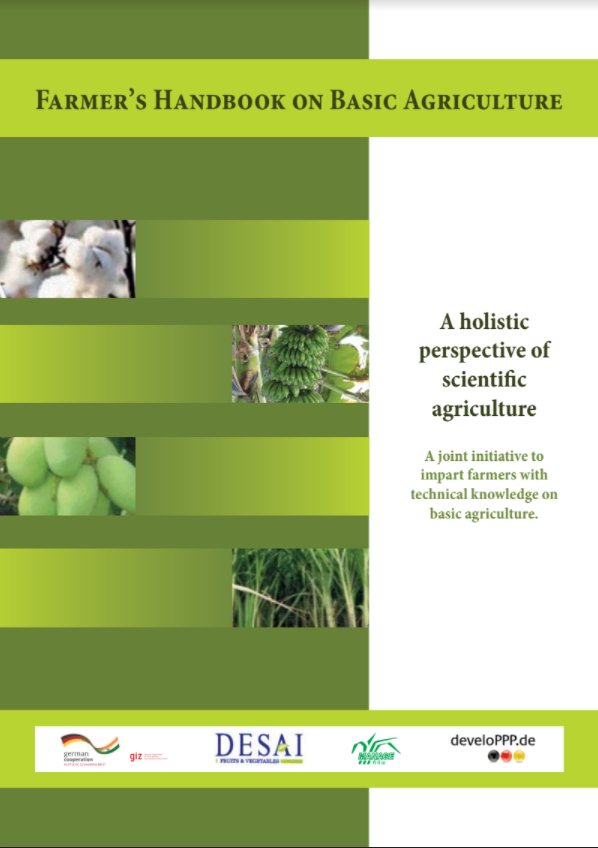 FARMER'S HANDBOOK ON BASIC AGRICULTURE
A holistic
perspective of
scientific
agriculture
A joint initiative to
impart farmers with
technical knowledge on
basic agriculture.
german
cooperation
giz
DESAI
FRUITS & VEGETABLES
MANAGE
develoPPP.de